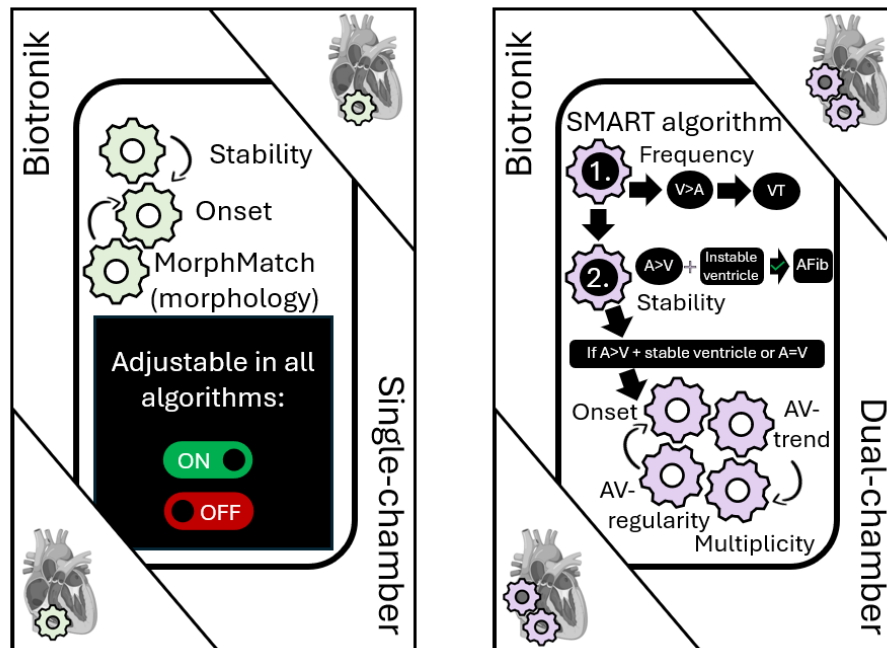 Biotronik
Stability
Onset
MorphMatch
(morphology)
Adjustable in all
algorithms:
ON
OFF
Single-chamber
Biotronik
SMART algorithm
Frequency
1.
V>A
VT
2.
A>V
+
Instable
ventricle
AFib
Stability
If A>V + stable ventricle or A=V
Onset
AV-
trend
AV-
regularity
Multiplicity
Dual-chamber